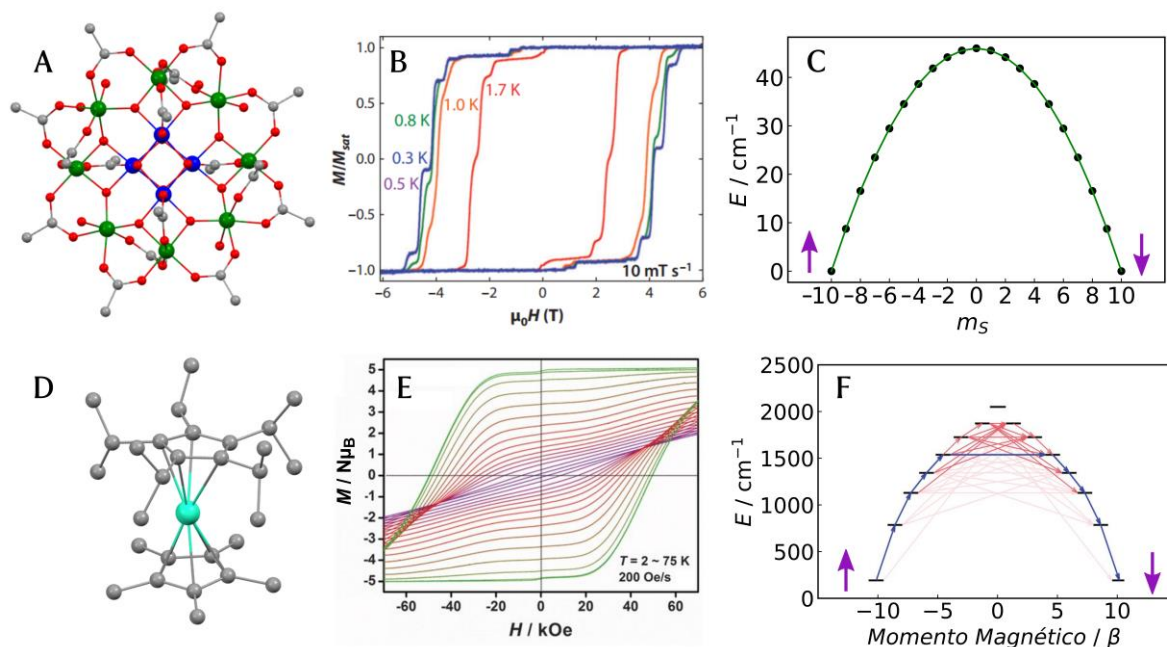 A
B
M/M_sat
1.0
0.5
0.0
-0.5
-1.0
1.7 K
1.0 K
0.8 K
0.3 K
0.5 K
10 mT s⁻¹
-6 -4 -2 0 2 4 6
μ₀H (T)
C
E / cm⁻¹
40
30
20
10
0
-10 -8 -6 -4 -2 0 2 4 6 8 10
m_S
D
E
M / Nμ_B
5
4
3
2
1
0
-1
-2
-3
-4
-5
T = 2 ~ 75 K
200 Oe/s
-60 -40 -20 0 20 40 60
H / kOe
F
E / cm⁻¹
2500
2000
1500
1000
500
0
-10 -5 0 5 10
Momento Magnético / β